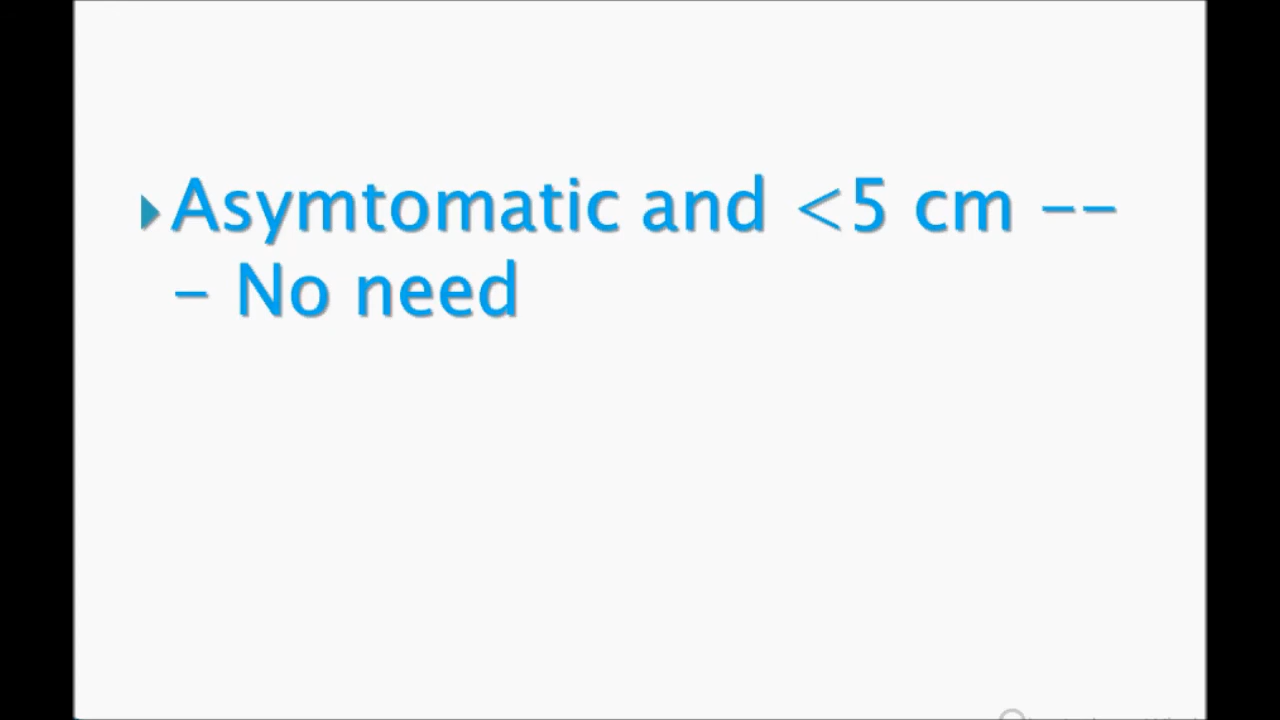 Asymtomatic and <5 cm --
- No need